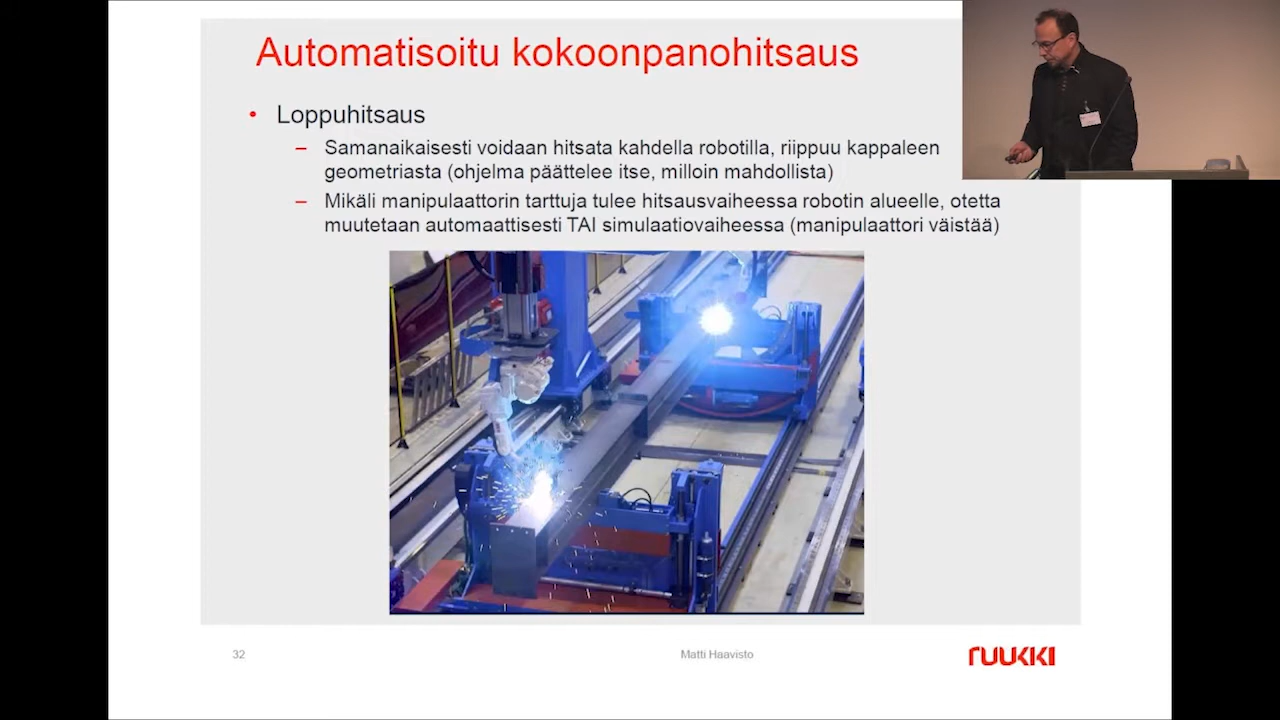 Automatisoitu kokoonpanohitsaus
• Loppuhitsaus
– Samanaikaisesti voidaan hitsata kahdella robotilla, riippuu kappaleen
geometriasta (ohjelma päättelee itse, milloin mahdollista)
– Mikäli manipulaattorin tarttuja tulee hitsausvaiheessa robotin alueelle, otetta
muutetaan automaattisesti TAI simulaatiovaiheessa (manipulaattori väistää)
32
Matti Haavisto
RUUKKI